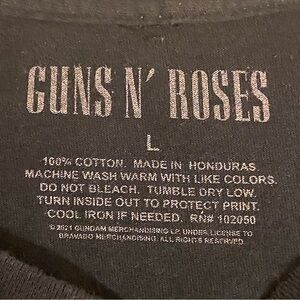 GUNS N' ROSES
L
100% COTTON. MADE IN HONDURAS
MACHINE WASH WARM WITH LIKE COLORS.
DO NOT BLEACH. TUMBLE DRY LOW.
TURN INSIDE OUT TO PROTECT PRINT.
COOL IRON IF NEEDED. RN# 102050
© 2021 GUNDAM MERCHANDISING LP. UNDER LICENSE TO
BRAVADO MERCHANDISING. ALL RIGHTS RESERVED.